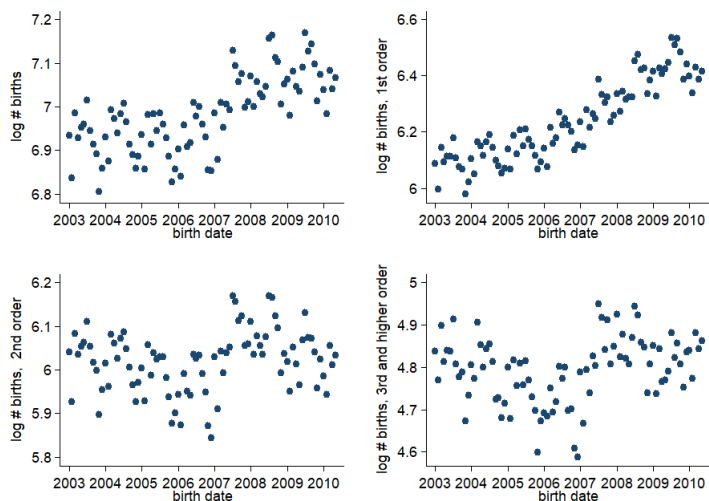 log # births
7.2
7.1
7
6.9
6.8
2003 2004 2005 2006 2007 2008 2009 2010
birth date
log # births, 1st order
6.6
6.4
6.2
6
2003 2004 2005 2006 2007 2008 2009 2010
birth date
log # births, 2nd order
6.2
6.1
6
5.9
5.8
2003 2004 2005 2006 2007 2008 2009 2010
birth date
log # births, 3rd and higher order
5
4.9
4.8
4.7
4.6
2003 2004 2005 2006 2007 2008 2009 2010
birth date